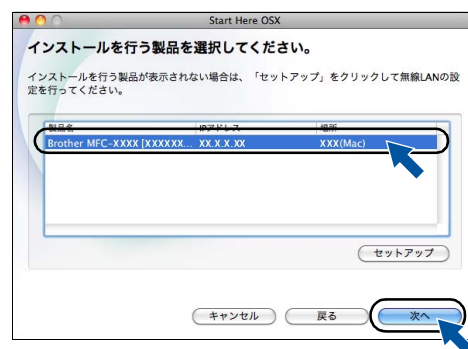 Start Here OSX
インストールを行う製品を選択してください。
インストールを行う製品が表示されない場合は、「セットアップ」をクリックして無線LANの設
定を行ってください。
製品名 IPアドレス 場所
Brother MFC-XXXX [XXXXXX... XX.X.X.XX XXX(Mac)
セットアップ
キャンセル 戻る 次へ